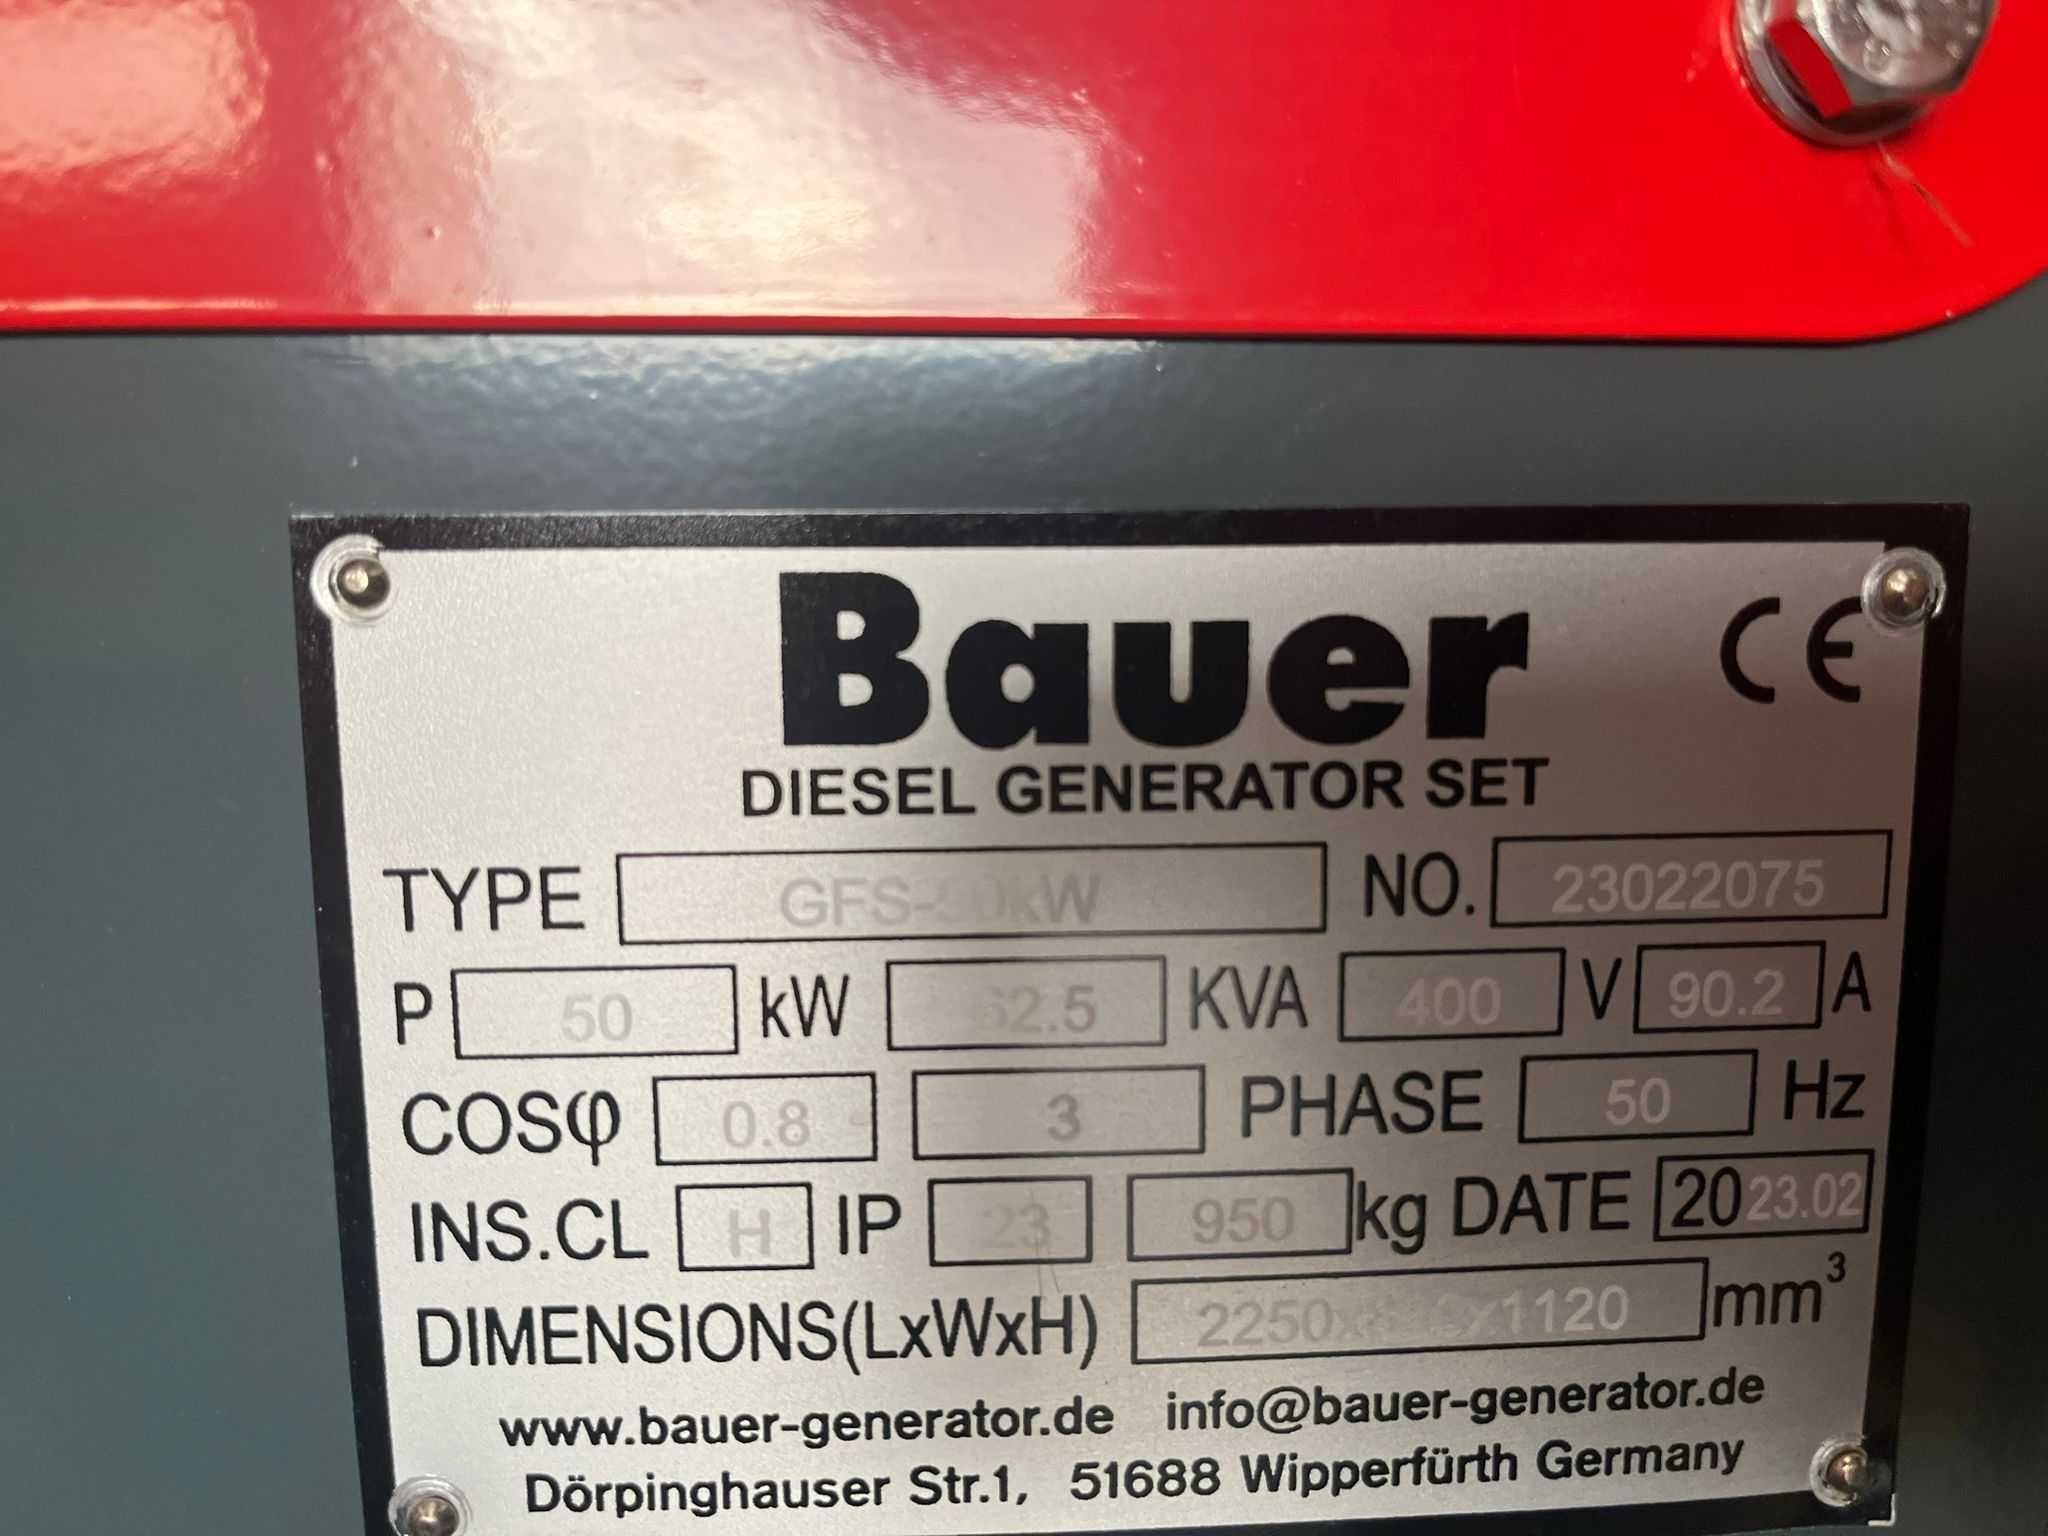 Bauer CE
DIESEL GENERATOR SET
TYPE NO. 23022075
P 50 kW 62.5 KVA 400 V 90.2 A
COSφ 0.8 3 PHASE 50 Hz
INS.CL H IP 23 950 kg DATE 2023.02
DIMENSIONS(LxWxH) mm³
www.bauer-generator.de info@bauer-generator.de
Dörpinghauser Str.1, 51688 Wipperfürth Germany